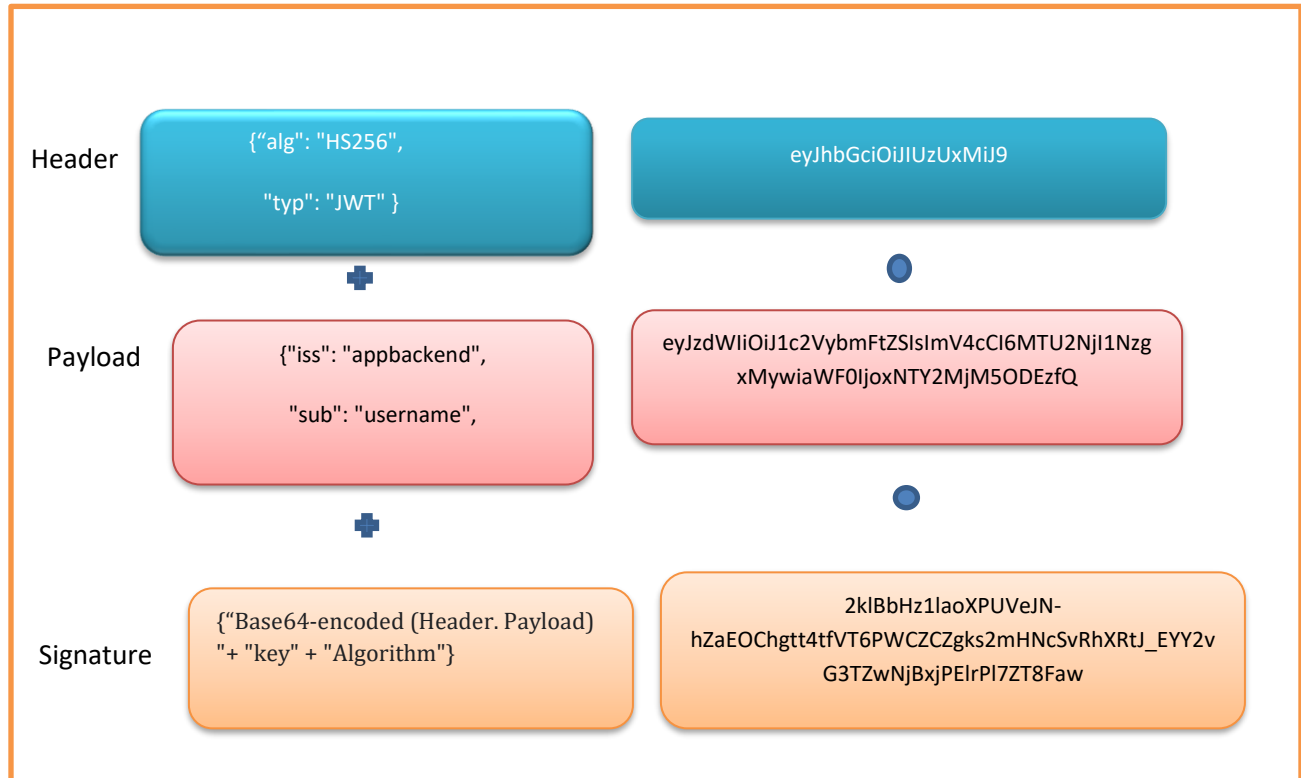 Header
{“alg": "HS256",
"typ": "JWT" }
eyJhbGciOiJIUzUxMiJ9
Payload
{"iss": "appbackend",
"sub": "username",
eyJzdWIiOiJ1c2VybmFtZSIsImV4cCI6MTU2NjI1Nzg
xMywiaWF0IjoxNTY2MjM5ODEzfQ
Signature
{“Base64-encoded (Header. Payload)
"+ "key" + "Algorithm"}
2klBbHz1laoXPUVeJN-
hZaEOChgtt4tfVT6PWCZCZgks2mHNcSvRhXRtJ_EYY2v
G3TZwNjBxjPElrPl7ZT8Faw